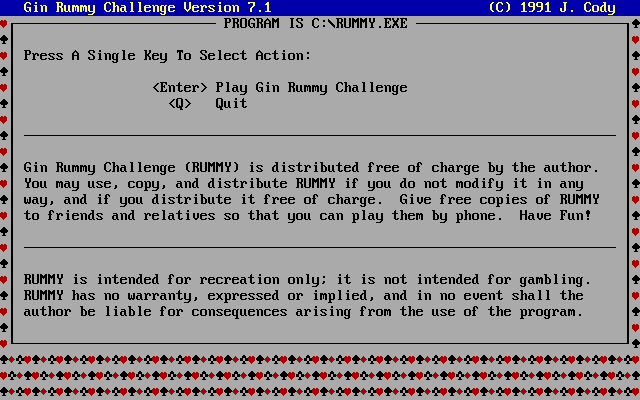 Gin Rummy Challenge Version 7.1 (C) 1991 J. Cody
PROGRAM IS C:\RUMMY.EXE
Press A Single Key To Select Action:
<Enter> Play Gin Rummy Challenge
<Q> Quit
Gin Rummy Challenge (RUMMY) is distributed free of charge by the author.
You may use, copy, and distribute RUMMY if you do not modify it in any
way, and if you distribute it free of charge.  Give free copies of RUMMY
to friends and relatives so that you can play them by phone.  Have Fun!
RUMMY is intended for recreation only; it is not intended for gambling.
RUMMY has no warranty, expressed or implied, and in no event shall the
author be liable for consequences arising from the use of the program.